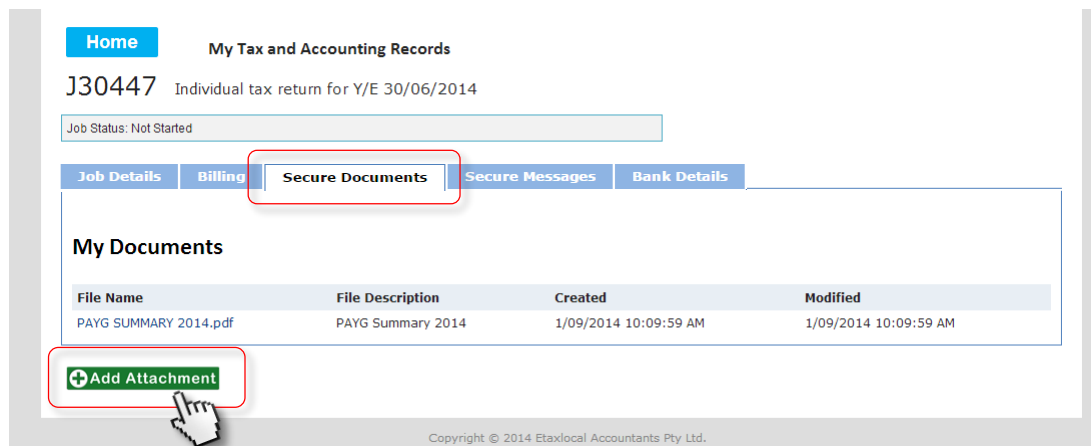 Home My Tax and Accounting Records
J30447 Individual tax return for Y/E 30/06/2014
Job Status: Not Started
Job Details Billing Secure Documents Secure Messages Bank Details
My Documents
File Name File Description Created Modified
PAYG SUMMARY 2014.pdf PAYG Summary 2014 1/09/2014 10:09:59 AM 1/09/2014 10:09:59 AM
Add Attachment
Copyright © 2014 Etaxlocal Accountants Pty Ltd.